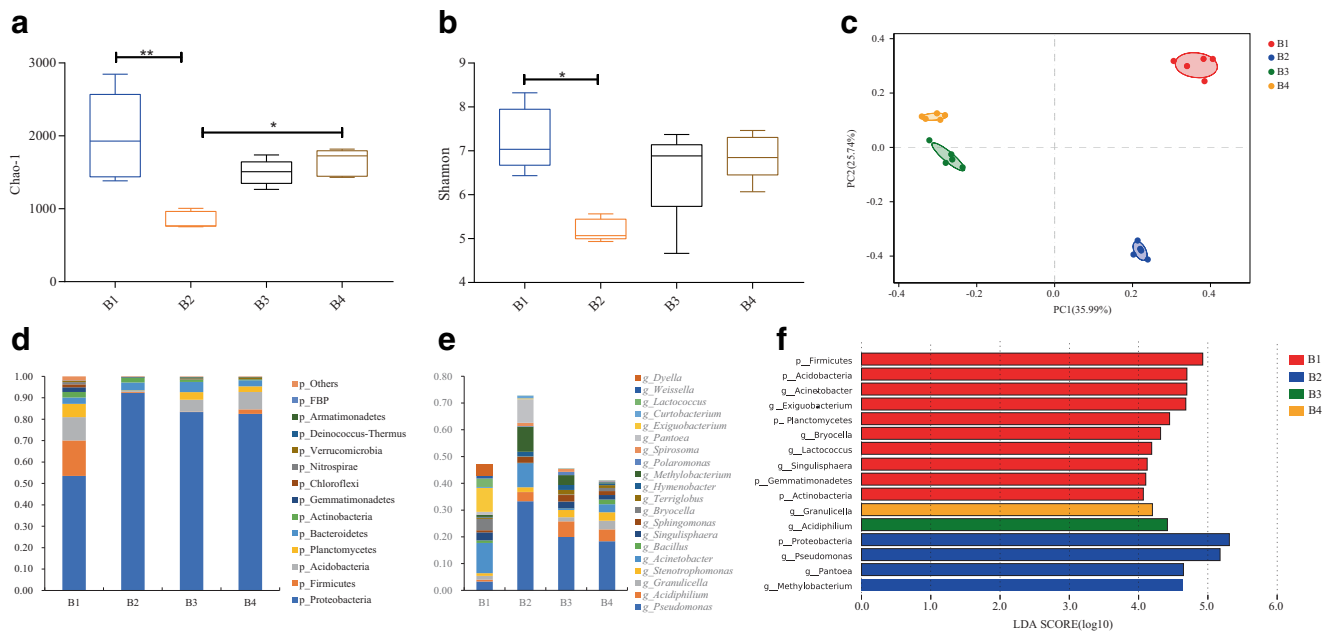 a
**
*
3000
2000
1000
0
Chao-1
B1
B2
B3
B4
b
*
9
8
7
6
5
4
Shannon
B1
B2
B3
B4
c
0.4
0.2
0.0
-0.2
-0.4
PC2(25.74%)
-0.4
0.0
0.2
0.4
PC1(35.99%)
B1
B2
B3
B4
d
1.00
0.90
0.80
0.70
0.60
0.50
0.40
0.30
0.20
0.10
0.00
B1
B2
B3
B4
p_Others
p_FBP
p_Armatimonadetes
p_Deinococcus-Thermus
p_Verrucomicrobia
p_Nitrospirae
p_Chloroflexi
p_Gemmatimonadetes
p_Actinobacteria
p_Bacteroidetes
p_Planctomycetes
p_Acidobacteria
p_Firmicutes
p_Proteobacteria
e
0.80
0.70
0.60
0.50
0.40
0.30
0.20
0.10
0.00
B1
B2
B3
B4
g_Dyella
g_Weissella
g_Lactococcus
g_Curtobacterium
g_Exiguobacterium
g_Pantoea
g_Spirosoma
g_Polaromonas
g_Methylobacterium
g_Hymenobacter
g_Terriglobus
g_Bryocella
g_Sphingomonas
g_Singulisphaera
g_Bacillus
g_Acinetobacter
g_Stenotrophomonas
g_Granulicella
g_Acidiphilium
g_Pseudomonas
f
p__Firmicutes
p__Acidobacteria
g__Acinetobacter
g__Exiguobacterium
p__Planctomycetes
g__Bryocella
g__Lactococcus
g__Singulisphaera
p__Gemmatimonadetes
p__Actinobacteria
g__Granulicella
g__Acidiphilium
p__Proteobacteria
g__Pseudomonas
g__Pantoea
g__Methylobacterium
0.0
1.0
2.0
3.0
4.0
5.0
6.0
LDA SCORE(log10)
B1
B2
B3
B4